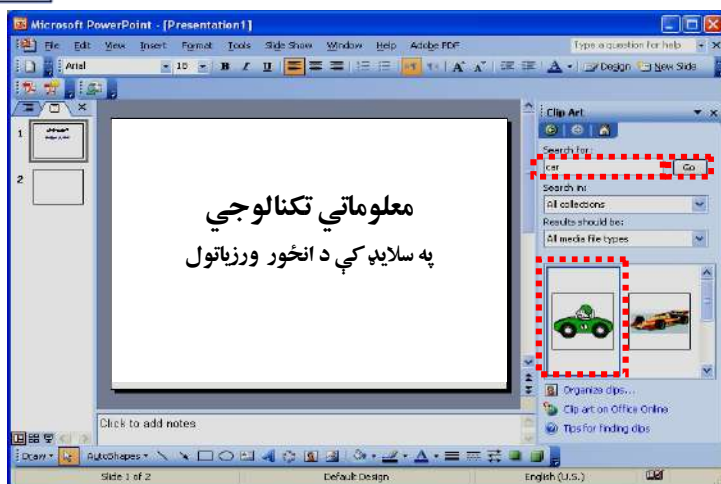 Microsoft PowerPoint - [Presentation1]
File Edit View Insert Format Tools Slide Show Window Help Adobe PDF Type a question for help
Arial 18 B I U Design New Slide
Clip Art
1
Search for:
car Go
2
Search in:
All collections
Results should be:
All media file types
معلوماتي تکنالوجي
په سلايډ کې د انځور ورزياتول
Organize clips...
Clip art on Office Online
Tips for finding clips
Click to add notes
Draw AutoShapes
Slide 1 of 2 Default Design English (U.S.)